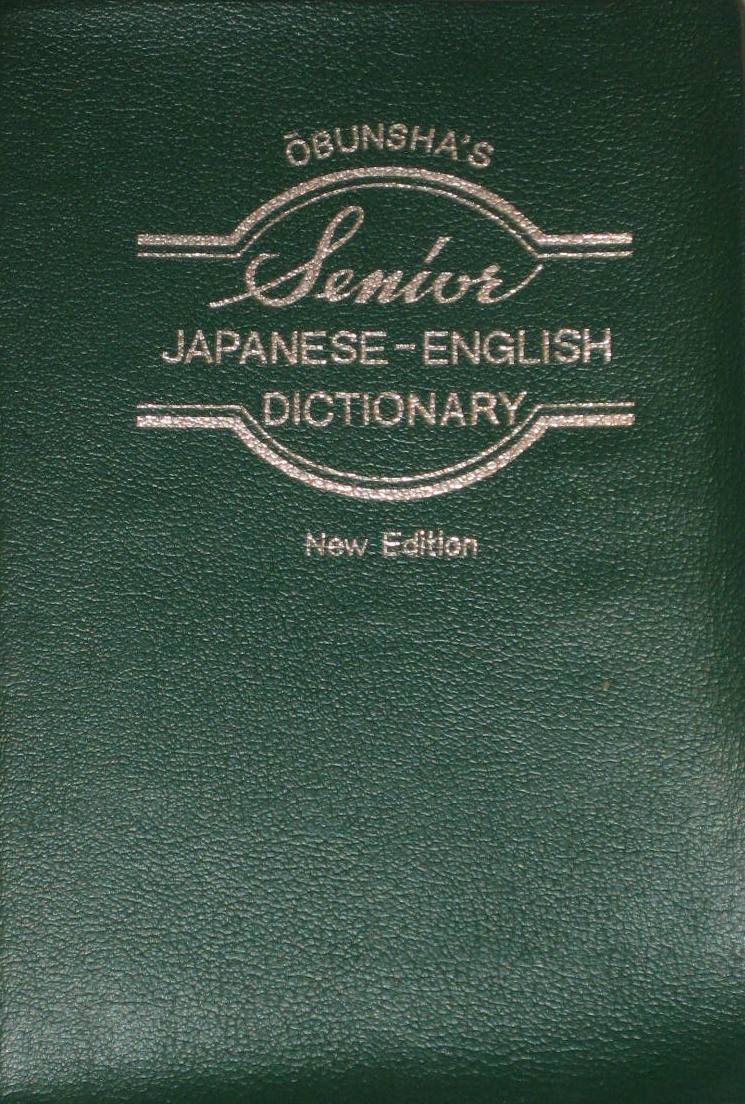 ŌBUNSHA'S
Senior
JAPANESE-ENGLISH
DICTIONARY
New Edition